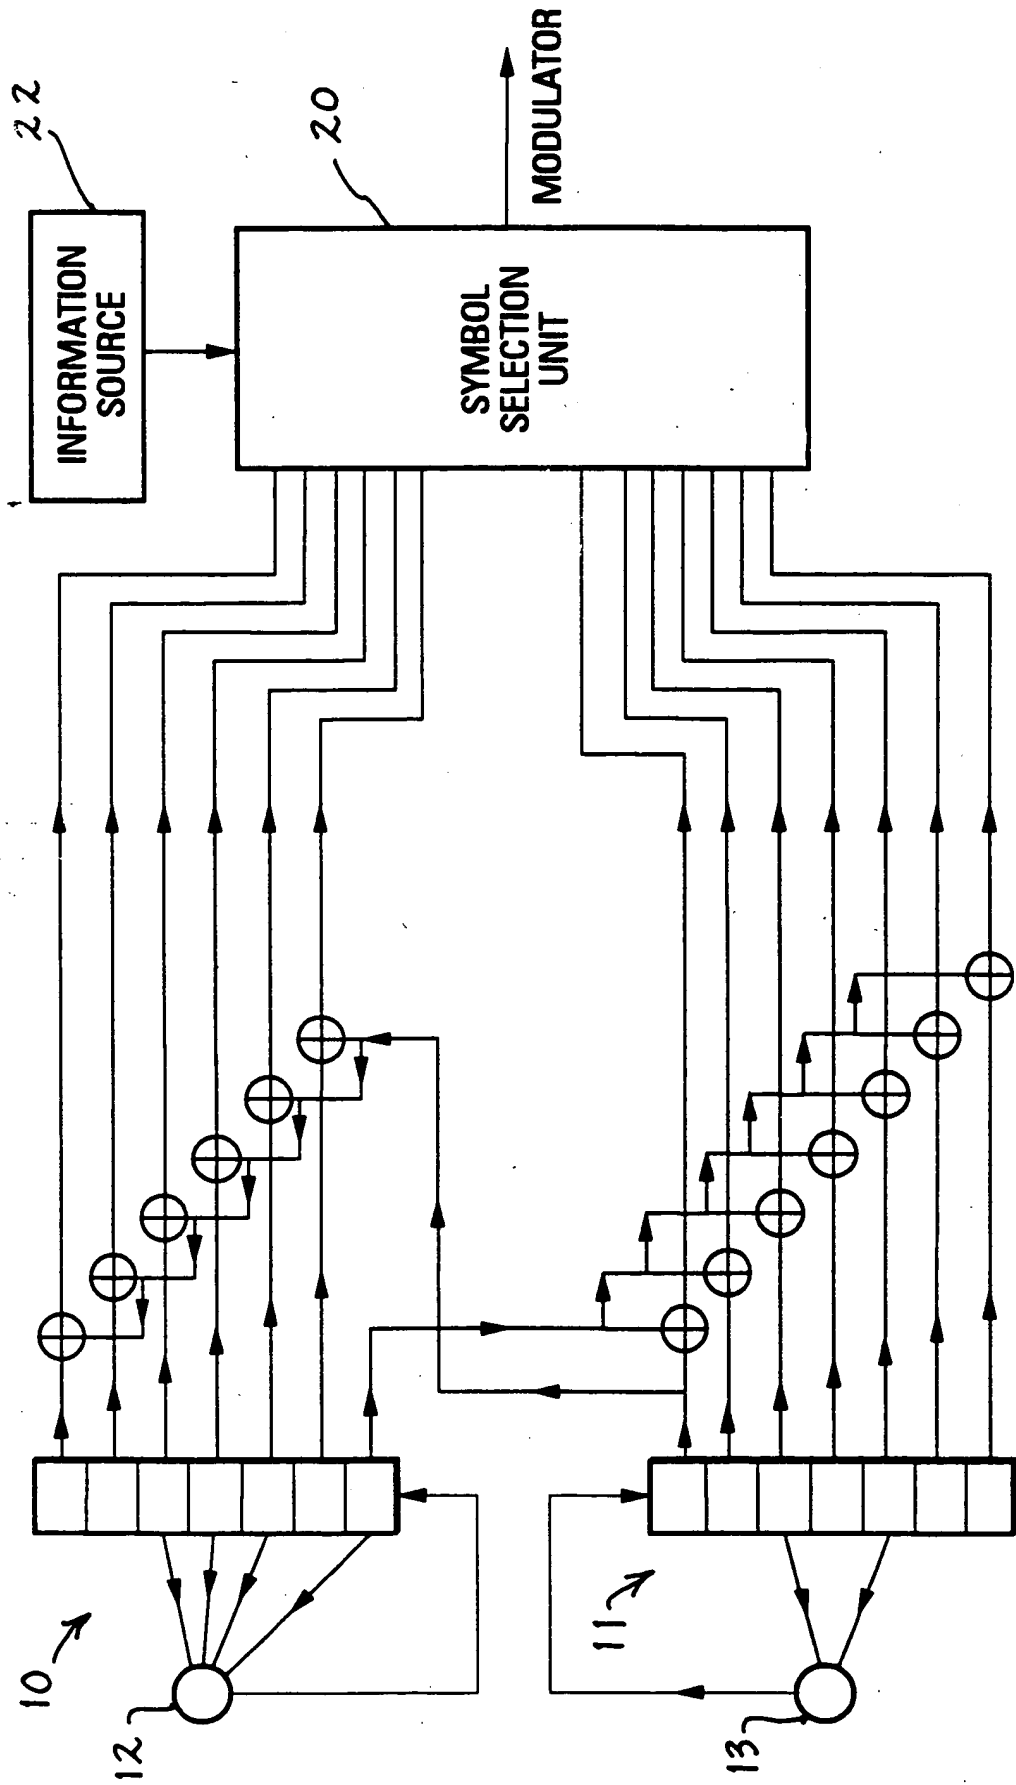 22
INFORMATION
SOURCE
20
SYMBOL
SELECTION
UNIT
MODULATOR
10
12
11
13